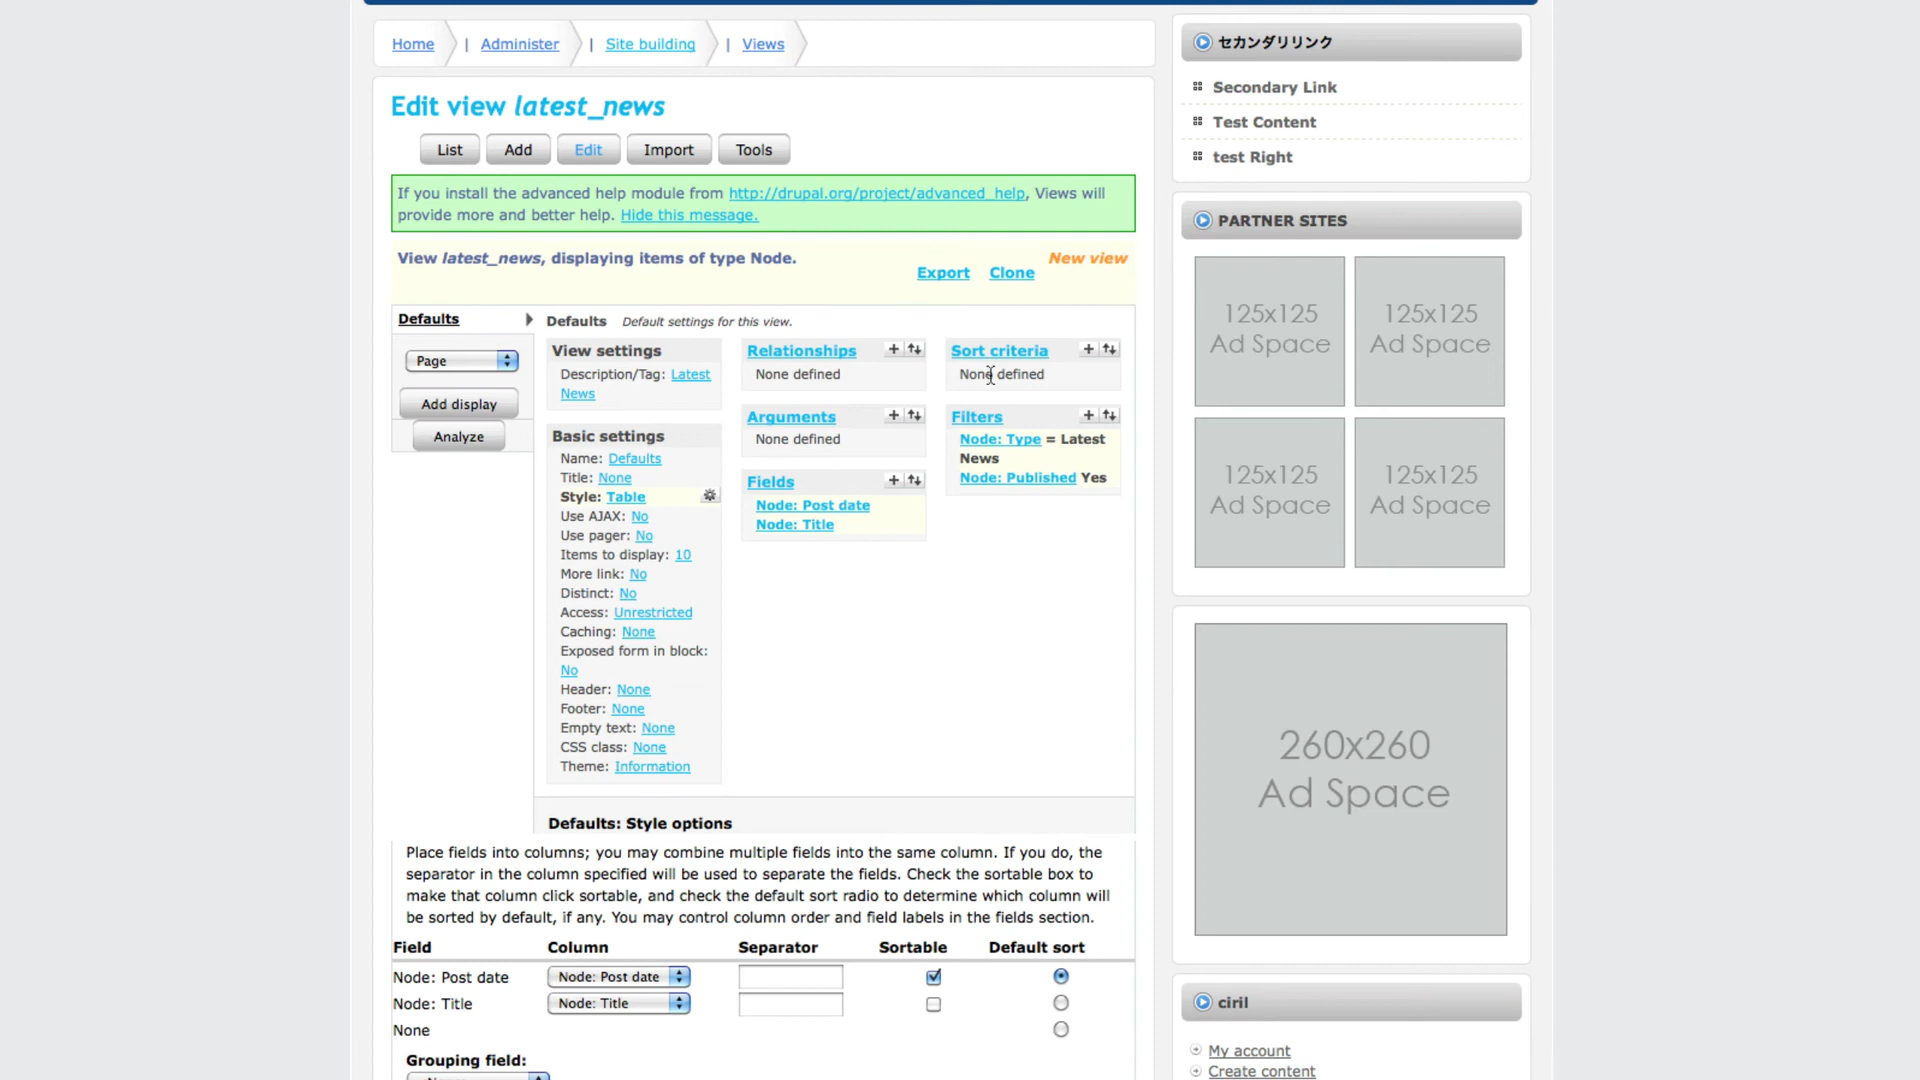 Home | Administer | Site building | Views
Edit view latest_news
List Add Edit Import Tools
If you install the advanced help module from http://drupal.org/project/advanced_help, Views will
provide more and better help. Hide this message.
View latest_news, displaying items of type Node.
New view
Export Clone
Defaults
Page
Add display
Analyze
Defaults Default settings for this view.
View settings
Description/Tag: Latest
News
Basic settings
Name: Defaults
Title: None
Style: Table
Use AJAX: No
Use pager: No
Items to display: 10
More link: No
Distinct: No
Access: Unrestricted
Caching: None
Exposed form in block:
No
Header: None
Footer: None
Empty text: None
CSS class: None
Theme: Information
Relationships
None defined
Arguments
None defined
Fields
Node: Post date
Node: Title
Sort criteria
None defined
Filters
Node: Type = Latest
News
Node: Published Yes
Defaults: Style options
Place fields into columns; you may combine multiple fields into the same column. If you do, the
separator in the column specified will be used to separate the fields. Check the sortable box to
make that column click sortable, and check the default sort radio to determine which column will
be sorted by default, if any. You may control column order and field labels in the fields section.
Field Column Separator Sortable Default sort
Node: Post date Node: Post date
Node: Title Node: Title
None
Grouping field:
セカンダリリンク
Secondary Link
Test Content
test Right
PARTNER SITES
125x125
Ad Space
125x125
Ad Space
125x125
Ad Space
125x125
Ad Space
260x260
Ad Space
ciril
My account
Create content